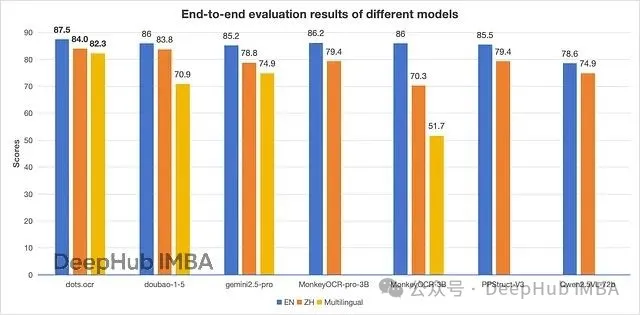 End-to-end evaluation results of different models
Scores
90
80
70
60
50
40
30
20
10
0
87.5 84.0 82.3
86 83.8 70.9
85.2 78.8 74.9
86.2 79.4
86 70.3 51.7
85.5 79.4
78.6 74.9
DeepHub IMBA
dots.ocr doubao-1-5 gemini2.5-pro MonkeyOCR-pro-3B MonkeyOCR-3B PPStruct-V3 Qwen2.5VL-72b
公众号 · DeepHub IMBA
EN ZH Multilingual